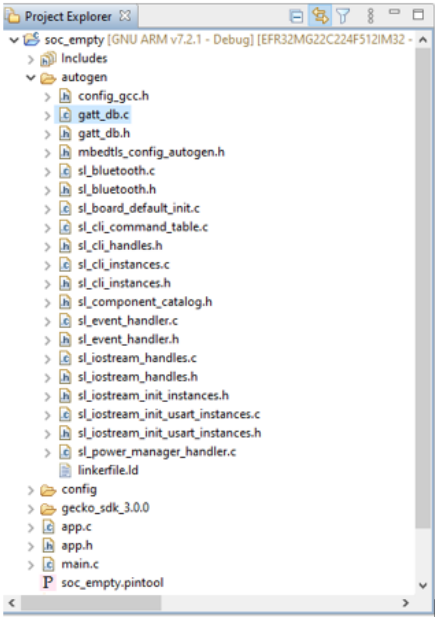 Project Explorer
soc_empty [GNU ARM v7.2.1 - Debug] [EFR32MG22C224F512IM32 -
Includes
autogen
config_gcc.h
gatt_db.c
gatt_db.h
mbedtls_config_autogen.h
sl_bluetooth.c
sl_bluetooth.h
sl_board_default_init.c
sl_cli_command_table.c
sl_cli_handles.h
sl_cli_instances.c
sl_cli_instances.h
sl_component_catalog.h
sl_event_handler.c
sl_event_handler.h
sl_iostream_handles.c
sl_iostream_handles.h
sl_iostream_init_instances.h
sl_iostream_init_usart_instances.c
sl_iostream_init_usart_instances.h
sl_power_manager_handler.c
linkerfile.ld
config
gecko_sdk_3.0.0
app.c
app.h
main.c
soc_empty.pintool